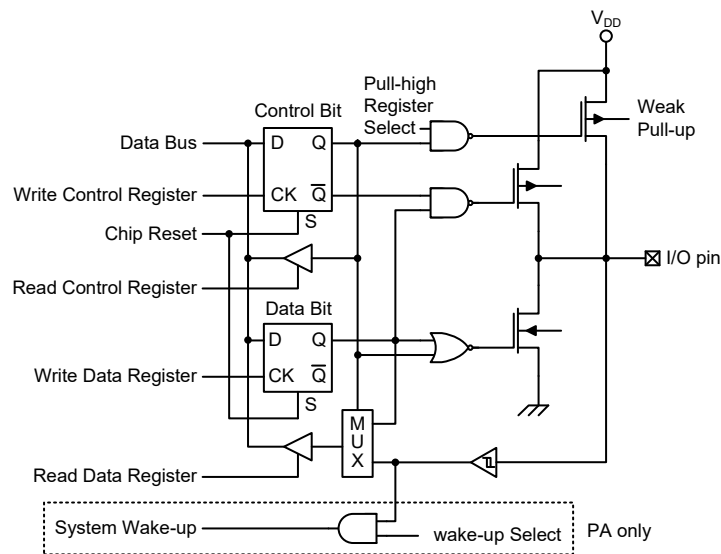 V_DD
Pull-high
Register
Select
Weak
Pull-up
Control Bit
Data Bus
D Q
Write Control Register
CK Q̅
S
Chip Reset
I/O pin
Read Control Register
Data Bit
D Q
Write Data Register
CK Q̅
S
M
U
X
Read Data Register
System Wake-up
wake-up Select
PA only